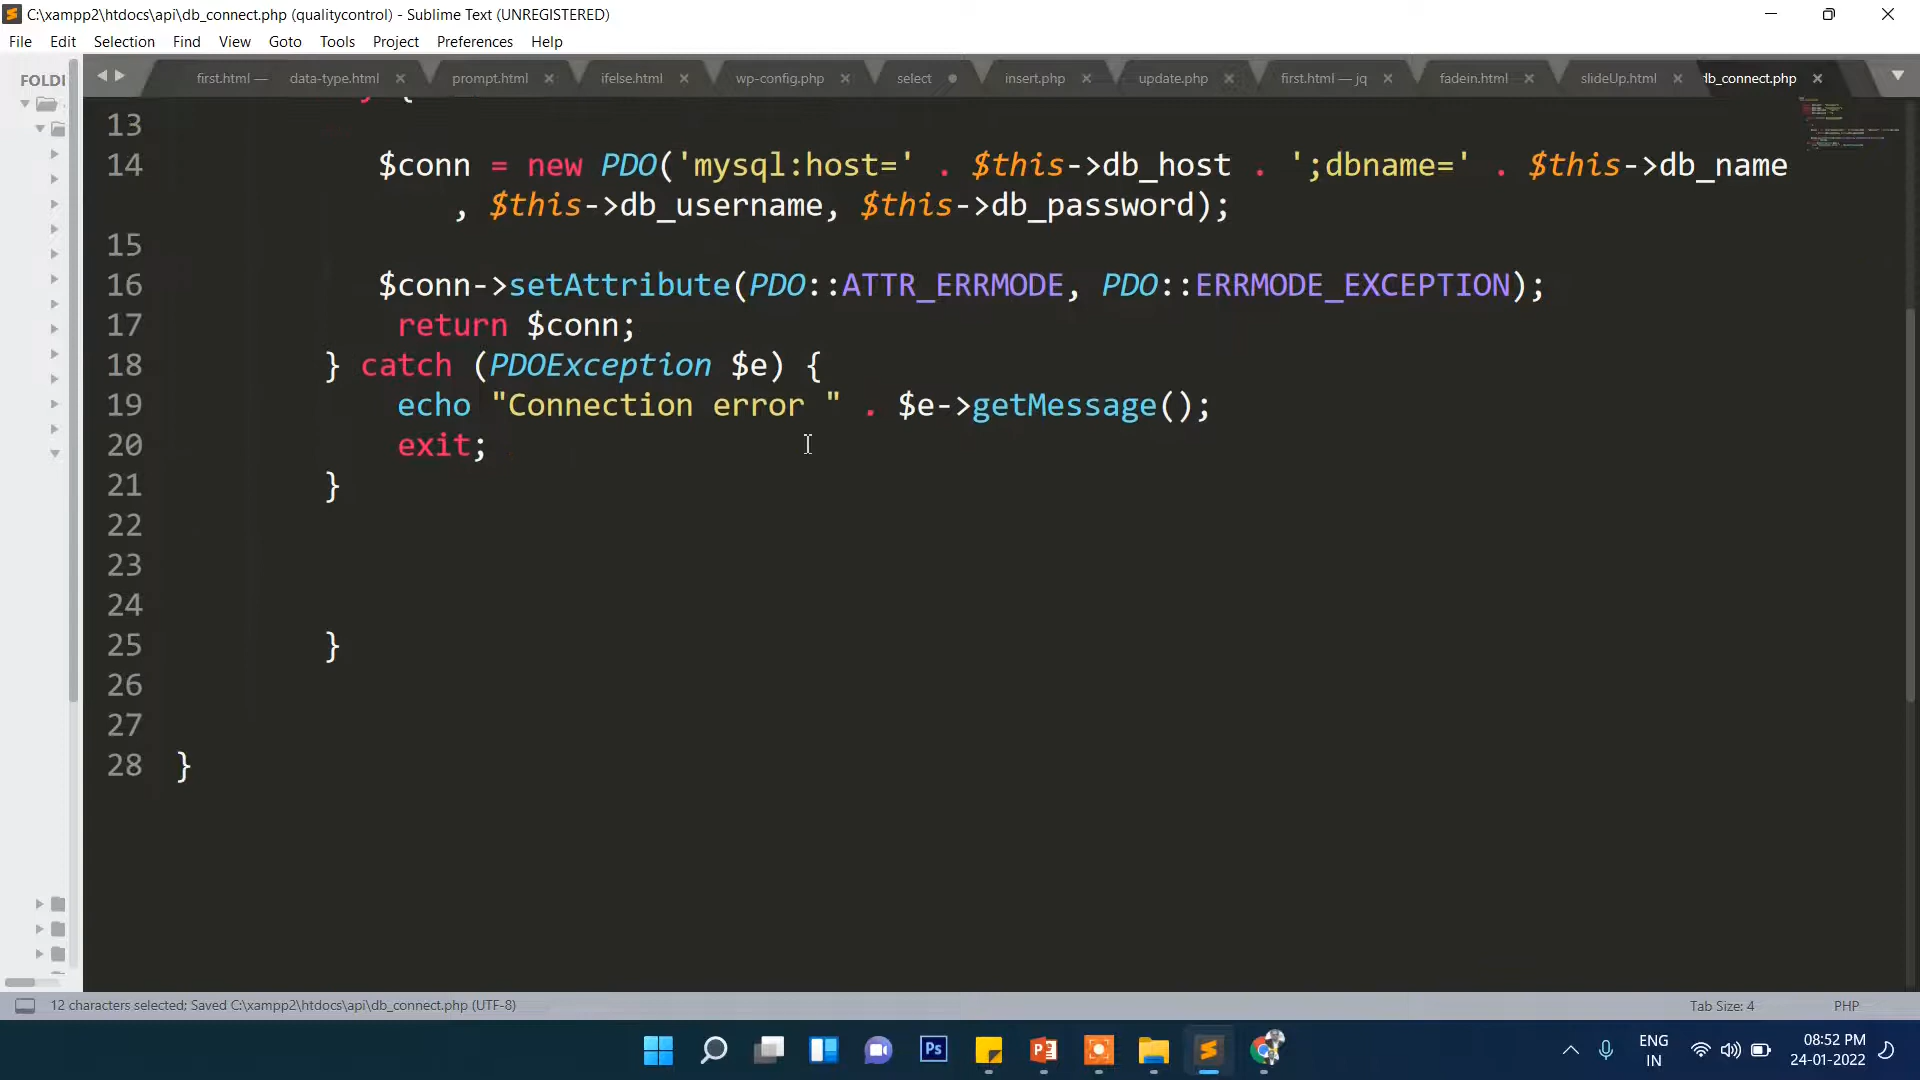 C:\xampp2\htdocs\api\db_connect.php (qualitycontrol) - Sublime Text (UNREGISTERED)
File Edit Selection Find View Goto Tools Project Preferences Help
FOLDI
first.html — data-type.html prompt.html ifelse.html wp-config.php select insert.php update.php first.html — jq fadein.html slideUp.html db_connect.php
13
14 $conn = new PDO('mysql:host=' . $this->db_host . ';dbname=' . $this->db_name
, $this->db_username, $this->db_password);
15
16 $conn->setAttribute(PDO::ATTR_ERRMODE, PDO::ERRMODE_EXCEPTION);
17 return $conn;
18 } catch (PDOException $e) {
19 echo "Connection error " . $e->getMessage();
20 exit;
21 }
22
23
24
25 }
26
27
28 }
12 characters selected; Saved C:\xampp2\htdocs\api\db_connect.php (UTF-8) Tab Size: 4 PHP
Ps
ENG
IN
08:52 PM
24-01-2022